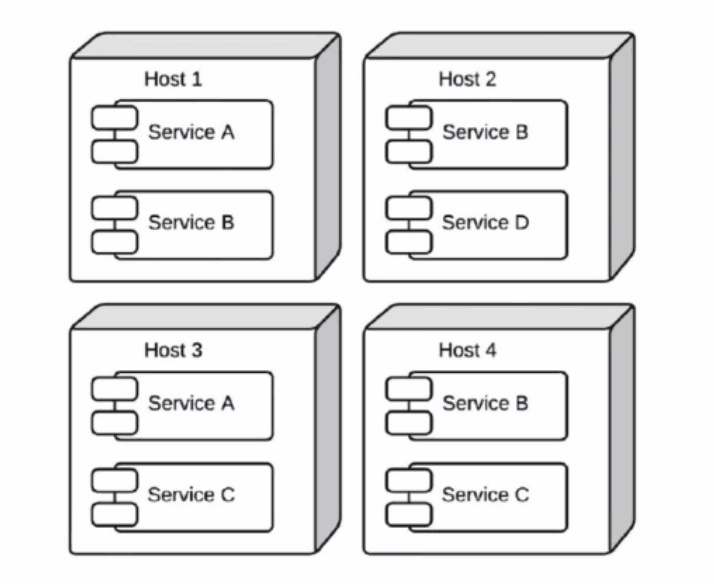 Host 1
Service A
Service B
Host 2
Service B
Service D
Host 3
Service A
Service C
Host 4
Service B
Service C